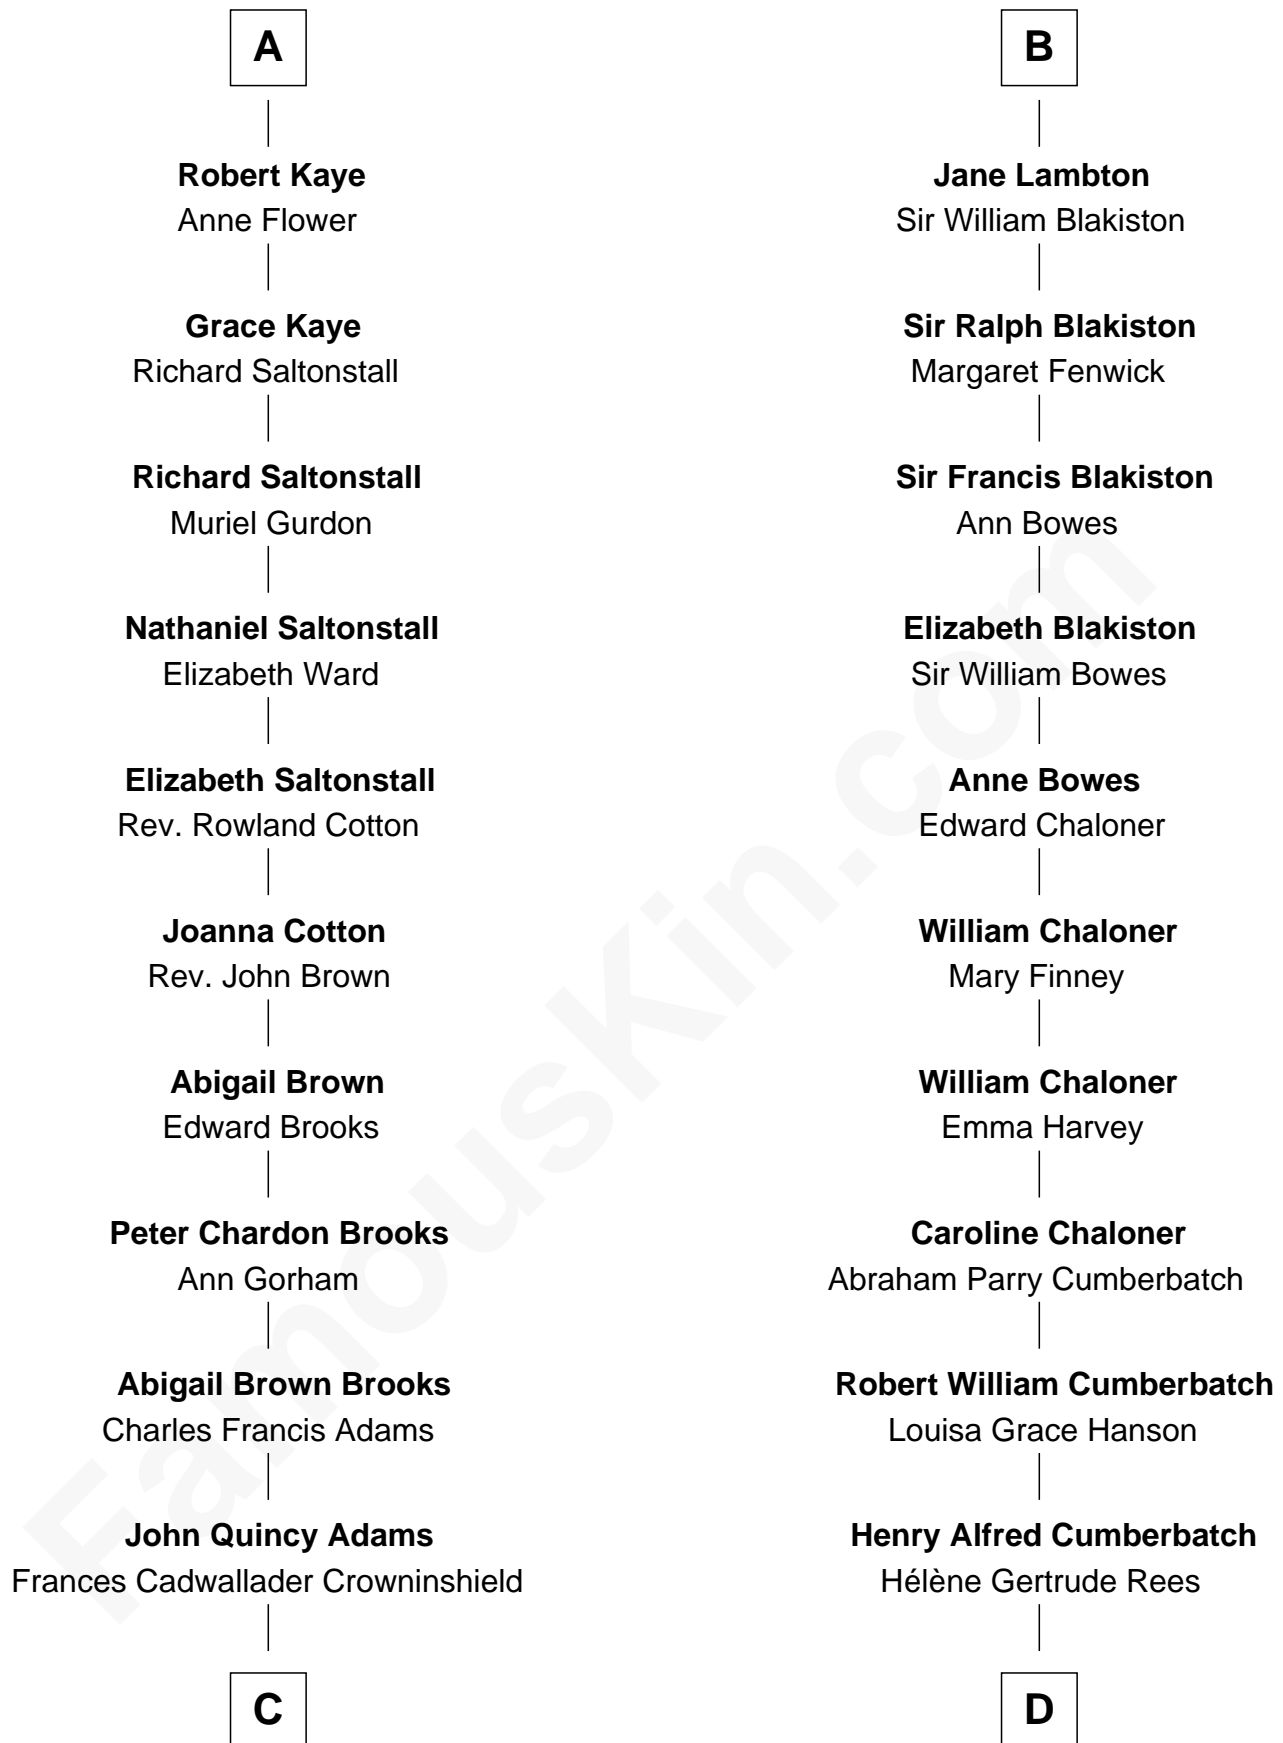 A
Robert Kaye
Anne Flower
Grace Kaye
Richard Saltonstall
Richard Saltonstall
Muriel Gurdon
Nathaniel Saltonstall
Elizabeth Ward
Elizabeth Saltonstall
Rev. Rowland Cotton
Joanna Cotton
Rev. John Brown
Abigail Brown
Edward Brooks
Peter Chardon Brooks
Ann Gorham
Abigail Brown Brooks
Charles Francis Adams
John Quincy Adams
Frances Cadwallader Crowninshield
C
B
Jane Lambton
Sir William Blakiston
Sir Ralph Blakiston
Margaret Fenwick
Sir Francis Blakiston
Ann Bowes
Elizabeth Blakiston
Sir William Bowes
Anne Bowes
Edward Chaloner
William Chaloner
Mary Finney
William Chaloner
Emma Harvey
Caroline Chaloner
Abraham Parry Cumberbatch
Robert William Cumberbatch
Louisa Grace Hanson
Henry Alfred Cumberbatch
Hélène Gertrude Rees
D
FamousKin.com